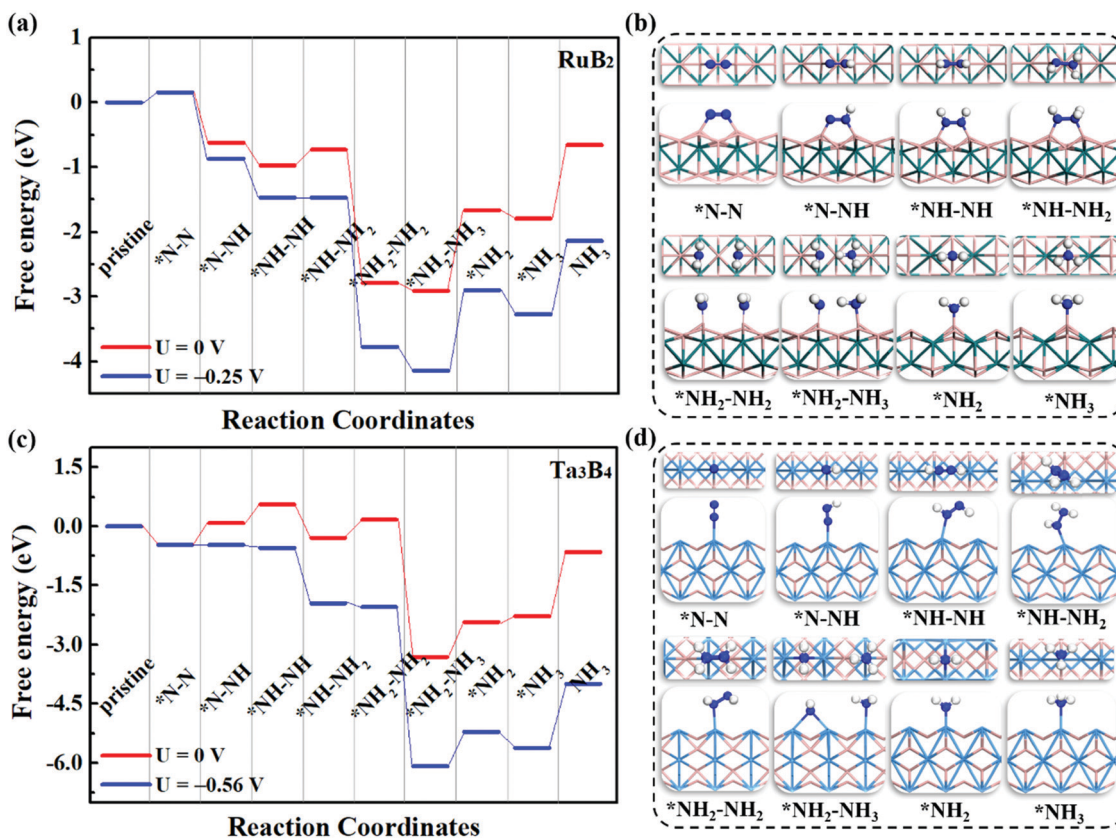 (a)
RuB₂
1
0
-1
-2
-3
-4
Free energy (eV)
pristine
*N-N
*N-NH
*NH-NH
*NH-NH₂
*NH₂-NH₂
*NH₂-NH₃
*NH₂
*NH₃
NH₃
U = 0 V
U = −0.25 V
Reaction Coordinates
(b)
*N-N *N-NH *NH-NH *NH-NH₂
*NH₂-NH₂ *NH₂-NH₃ *NH₂ *NH₃
(c)
Ta₃B₄
1.5
0.0
-1.5
-3.0
-4.5
-6.0
Free energy (eV)
pristine
*N-N
*N-NH
*NH-NH
*NH-NH₂
*NH₂-NH₂
*NH₂-NH₃
*NH₂
*NH₃
NH₃
U = 0 V
U = −0.56 V
Reaction Coordinates
(d)
*N-N *N-NH *NH-NH *NH-NH₂
*NH₂-NH₂ *NH₂-NH₃ *NH₂ *NH₃